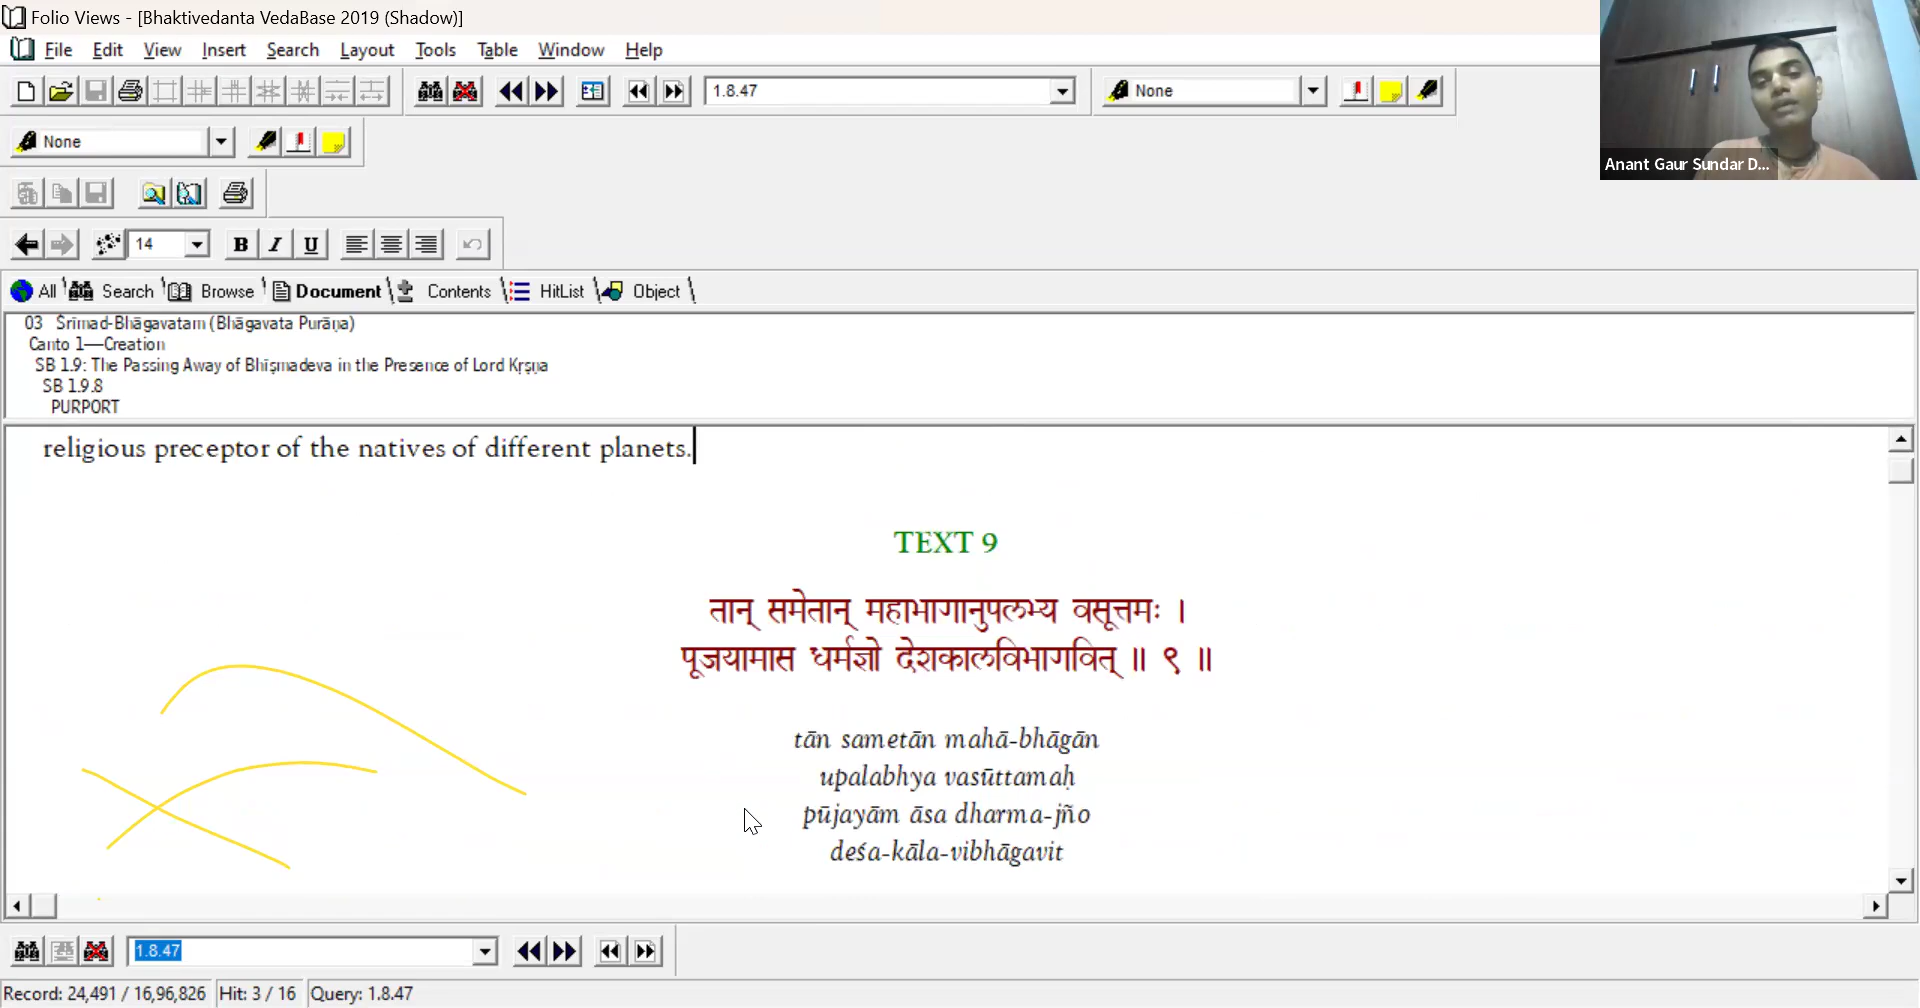 Folio Views - [Bhaktivedanta VedaBase 2019 (Shadow)]
File Edit View Insert Search Layout Tools Table Window Help
1.8.47 None
None
Anant Gaur Sundar D...
14 B I U
All Search Browse Document Contents HitList Object
03 Śrīmad-Bhāgavatam (Bhāgavata Purāṇa)
Canto 1—Creation
SB 1.9: The Passing Away of Bhīṣmadeva in the Presence of Lord Kṛṣṇa
SB 1.9.8
PURPORT
religious preceptor of the natives of different planets.
TEXT 9
तान् समेतान् महाभागानुपलभ्य वसूत्तमः ।
पूजयामास धर्मज्ञो देशकालविभागवित् ॥ ९ ॥
tān sametān mahā-bhāgān
upalabhya vasūttamaḥ
pūjayām āsa dharma-jño
deśa-kāla-vibhāgavit
1.8.47
Record: 24,491 / 16,96,826 Hit: 3 / 16 Query: 1.8.47